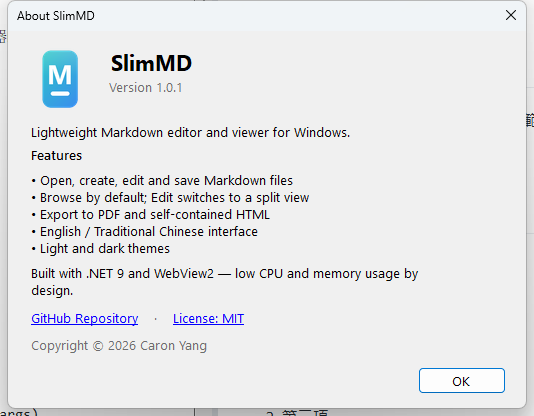 About SlimMD
M
SlimMD
Version 1.0.1
Lightweight Markdown editor and viewer for Windows.
Features
• Open, create, edit and save Markdown files
• Browse by default; Edit switches to a split view
• Export to PDF and self-contained HTML
• English / Traditional Chinese interface
• Light and dark themes
Built with .NET 9 and WebView2 — low CPU and memory usage by
design.
GitHub Repository · License: MIT
Copyright © 2026 Caron Yang
OK
args)